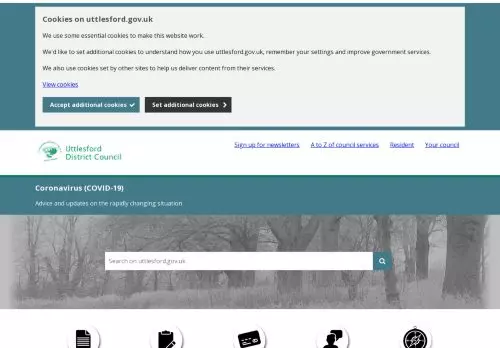 Cookies on uttlesford.gov.uk
We use some essential cookies to make this website work.
We'd like to set additional cookies to understand how you use uttlesford.gov.uk, remember your settings and improve government services.
We also use cookies set by other sites to help us deliver content from their services.
View cookies
Accept additional cookies
Set additional cookies
Uttlesford
District Council
Sign up for newsletters
A to Z of council services
Resident
Your council
Coronavirus (COVID-19)
Advice and updates on the rapidly changing situation
Search on uttlesford.gov.uk